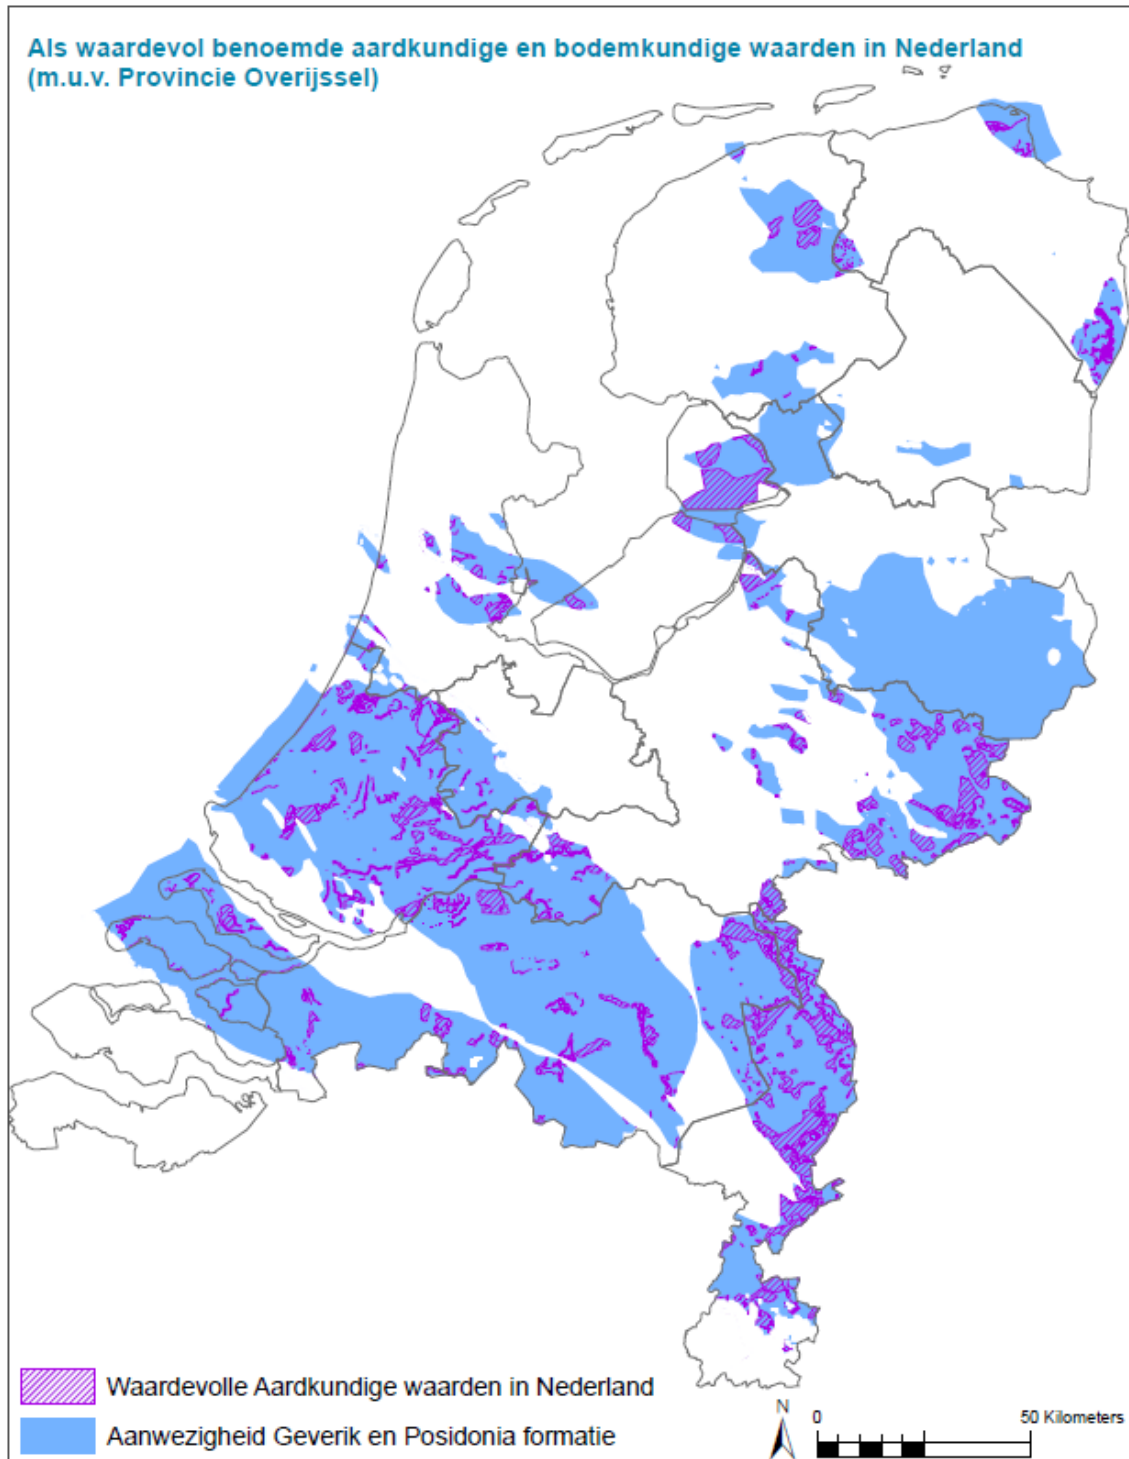 Als waardevol benoemde aardkundige en bodemkundige waarden in Nederland
(m.u.v. Provincie Overijssel)
Waardevolle Aardkundige waarden in Nederland
Aanwezigheid Geverik en Posidonia formatie
N
0 50 Kilometers